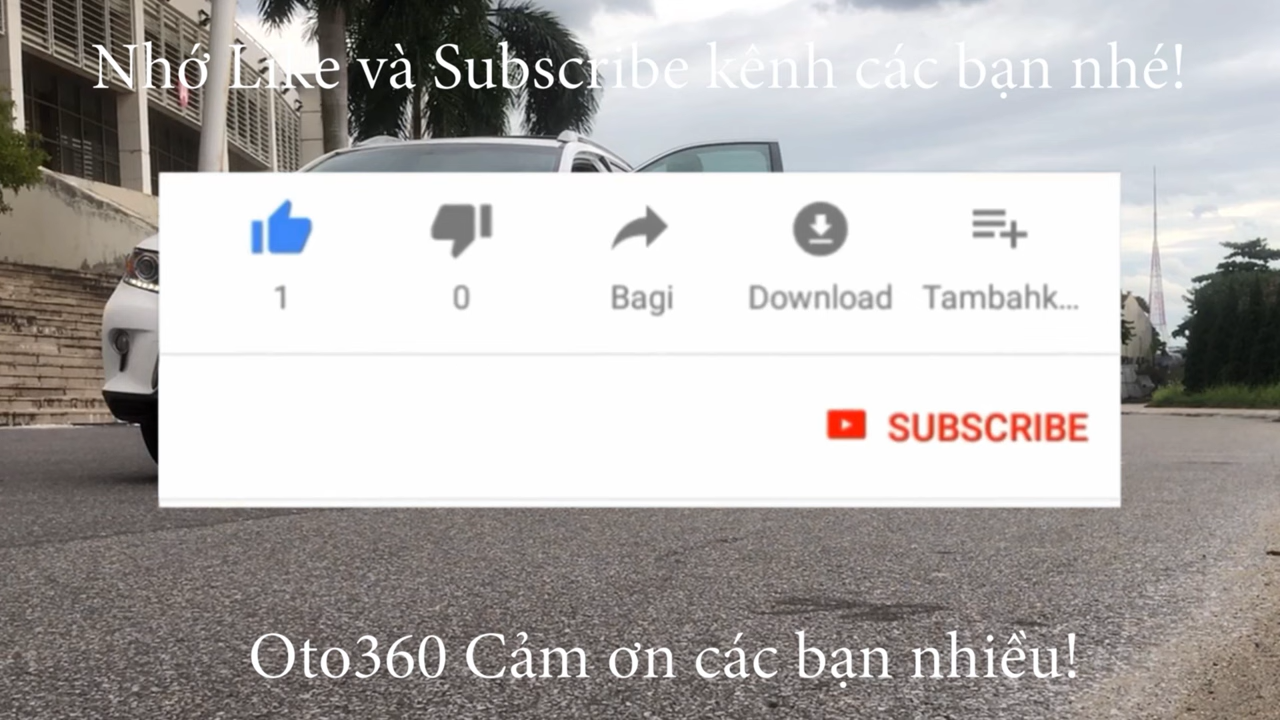 Nhớ Like và Subscribe kênh các bạn nhé!
1
0
Bagi
Download
Tambahk...
SUBSCRIBE
Oto360 Cảm ơn các bạn nhiều!